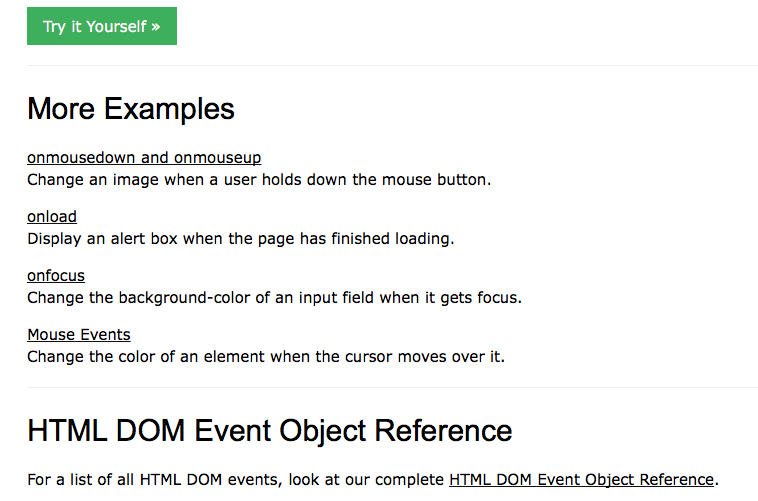 Try it Yourself »
More Examples
onmousedown and onmouseup
Change an image when a user holds down the mouse button.
onload
Display an alert box when the page has finished loading.
onfocus
Change the background-color of an input field when it gets focus.
Mouse Events
Change the color of an element when the cursor moves over it.
HTML DOM Event Object Reference
For a list of all HTML DOM events, look at our complete HTML DOM Event Object Reference.